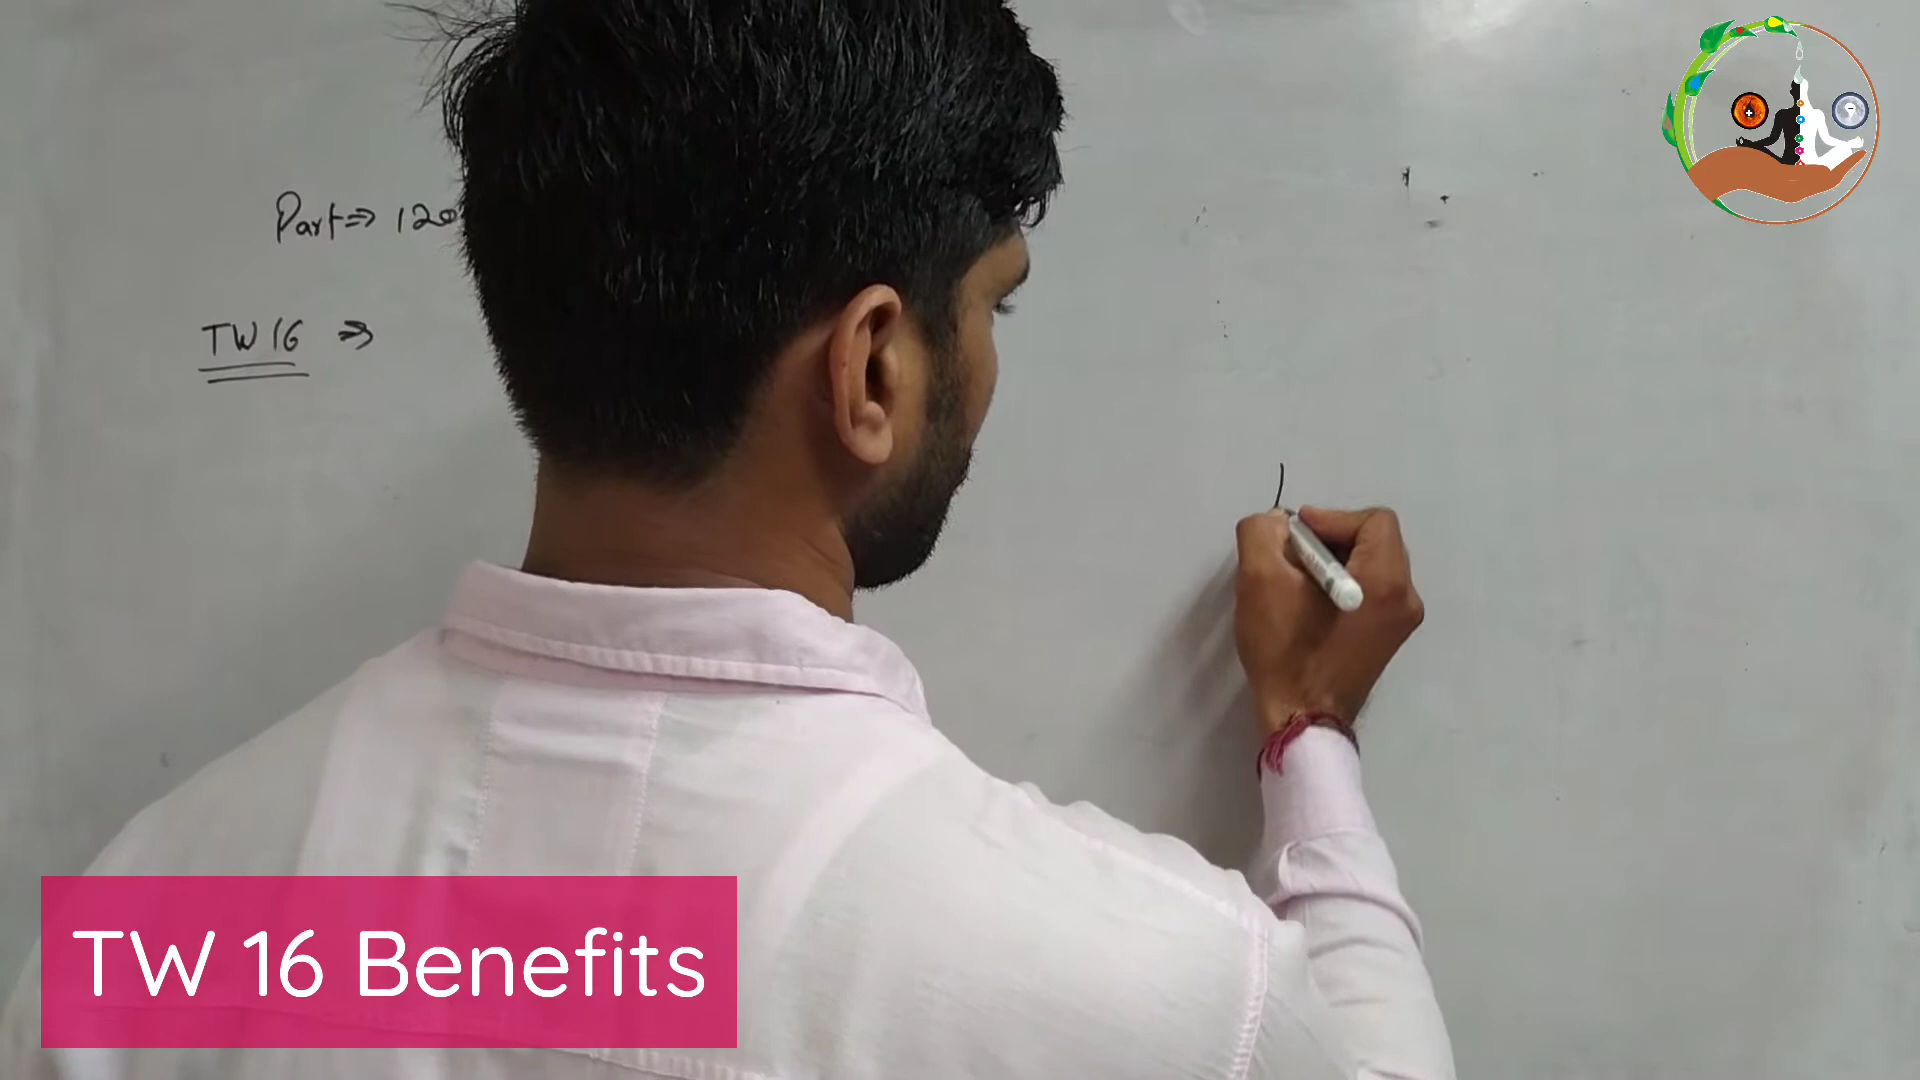 Part ⇒ 120
TW 16 ⇒
TW 16 Benefits